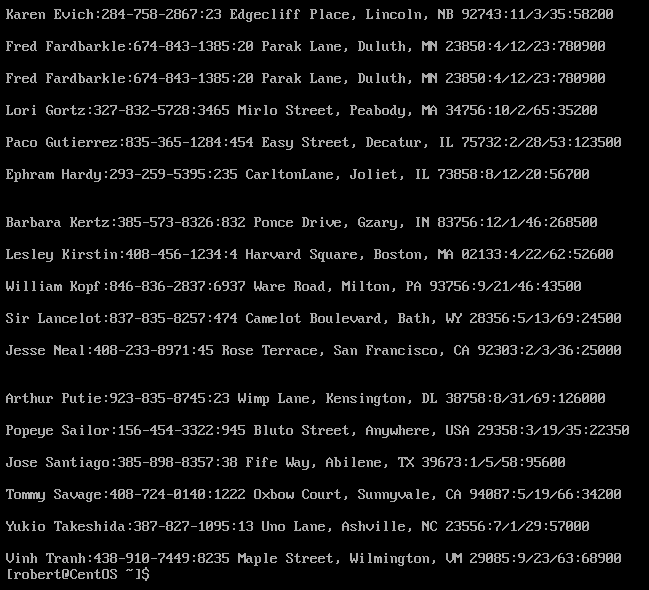 Karen Evich:284-758-2867:23 Edgecliff Place, Lincoln, NB 92743:11/3/35:58200
Fred Fardbarkle:674-843-1385:20 Parak Lane, Duluth, MN 23850:4/12/23:780900
Fred Fardbarkle:674-843-1385:20 Parak Lane, Duluth, MN 23850:4/12/23:780900
Lori Gortz:327-832-5728:3465 Mirlo Street, Peabody, MA 34756:10/2/65:35200
Paco Gutierrez:835-365-1284:454 Easy Street, Decatur, IL 75732:2/28/53:123500
Ephram Hardy:293-259-5395:235 CarltonLane, Joliet, IL 73858:8/12/20:56700
Barbara Kertz:385-573-8326:832 Ponce Drive, Gzary, IN 83756:12/1/46:268500
Lesley Kirstin:408-456-1234:4 Harvard Square, Boston, MA 02133:4/22/62:52600
William Kopf:846-836-2837:6937 Ware Road, Milton, PA 93756:9/21/46:43500
Sir Lancelot:837-835-8257:474 Camelot Boulevard, Bath, WY 28356:5/13/69:24500
Jesse Neal:408-233-8971:45 Rose Terrace, San Francisco, CA 92303:2/3/36:25000
Arthur Putie:923-835-8745:23 Wimp Lane, Kensington, DL 38758:8/31/69:126000
Popeye Sailor:156-454-3322:945 Bluto Street, Anywhere, USA 29358:3/19/35:22350
Jose Santiago:385-898-8357:38 Fife Way, Abilene, TX 39673:1/5/58:95600
Tommy Savage:408-724-0140:1222 Oxbow Court, Sunnyvale, CA 94087:5/19/66:34200
Yukio Takeshida:387-827-1095:13 Uno Lane, Ashville, NC 23556:7/1/29:57000
Vinh Tranh:438-910-7449:8235 Maple Street, Wilmington, VM 29085:9/23/63:68900
[robert@CentOS ~]$